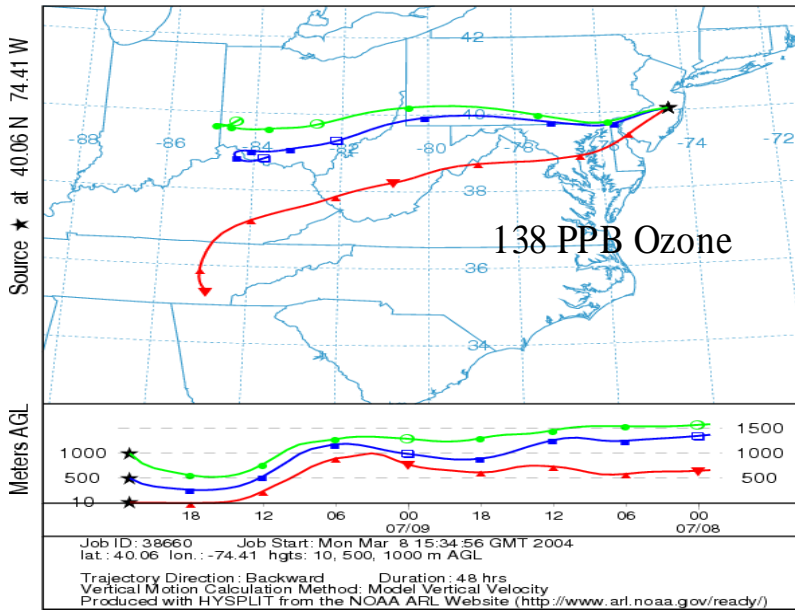 Source ★ at 40.06 N 74.41 W
42
40
-88
-84
-82
-80
-76
-74
-72
38
138 PPB Ozone
36
34
Meters AGL
1500
1000
1000
500
500
10
18 12 06 00 18 12 06 00
07/09 07/08
Job ID: 38660 Job Start: Mon Mar 8 15:34:56 GMT 2004
lat.: 40.06 lon.: -74.41 hgts: 10, 500, 1000 m AGL
Trajectory Direction: Backward Duration: 48 hrs
Vertical Motion Calculation Method: Model Vertical Velocity
Produced with HYSPLIT from the NOAA ARL Website (http://www.arl.noaa.gov/ready/)